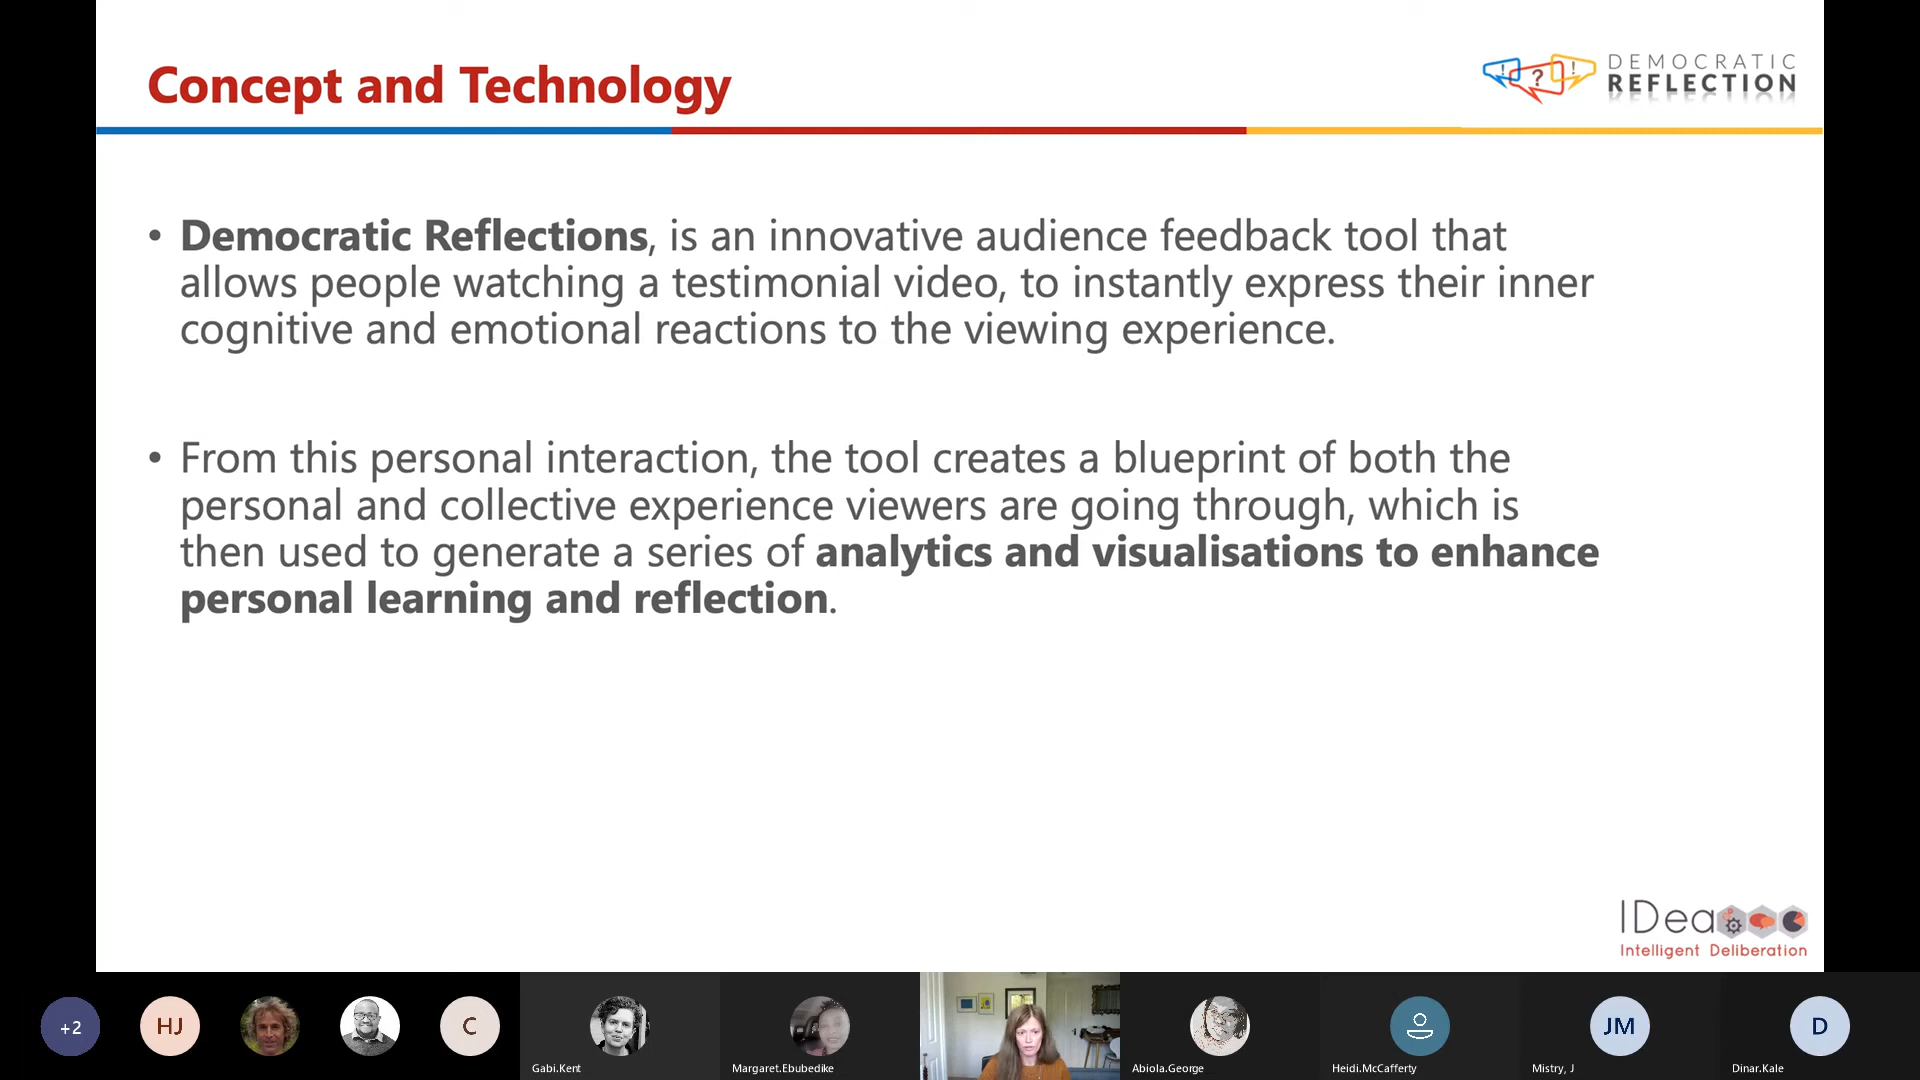 Concept and Technology
! ? !
DEMOCRATIC
REFLECTION
• Democratic Reflections, is an innovative audience feedback tool that
allows people watching a testimonial video, to instantly express their inner
cognitive and emotional reactions to the viewing experience.
• From this personal interaction, the tool creates a blueprint of both the
personal and collective experience viewers are going through, which is
then used to generate a series of analytics and visualisations to enhance
personal learning and reflection.
IDea
Intelligent Deliberation
+2
HJ
C
Gabi.Kent
Margaret.Ebubedike
Abiola.George
Heidi.McCafferty
JM
Mistry, J
D
Dinar.Kale